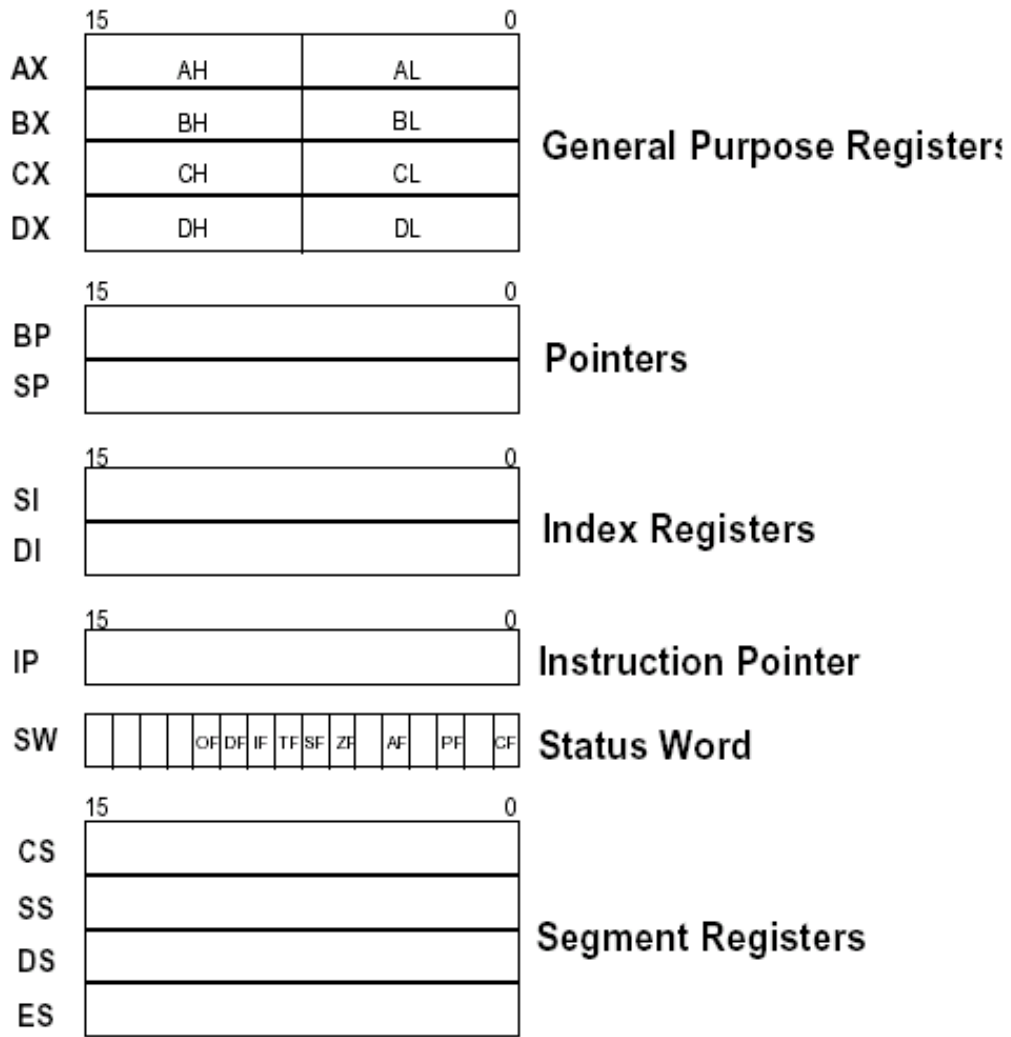 15 0
AX AH AL
BX BH BL
CX CH CL
DX DH DL
General Purpose Registers
15 0
BP
SP
Pointers
15 0
SI
DI
Index Registers
15 0
IP
Instruction Pointer
SW OF DF IF TF SF ZF AF PF CF
Status Word
15 0
CS
SS
DS
ES
Segment Registers